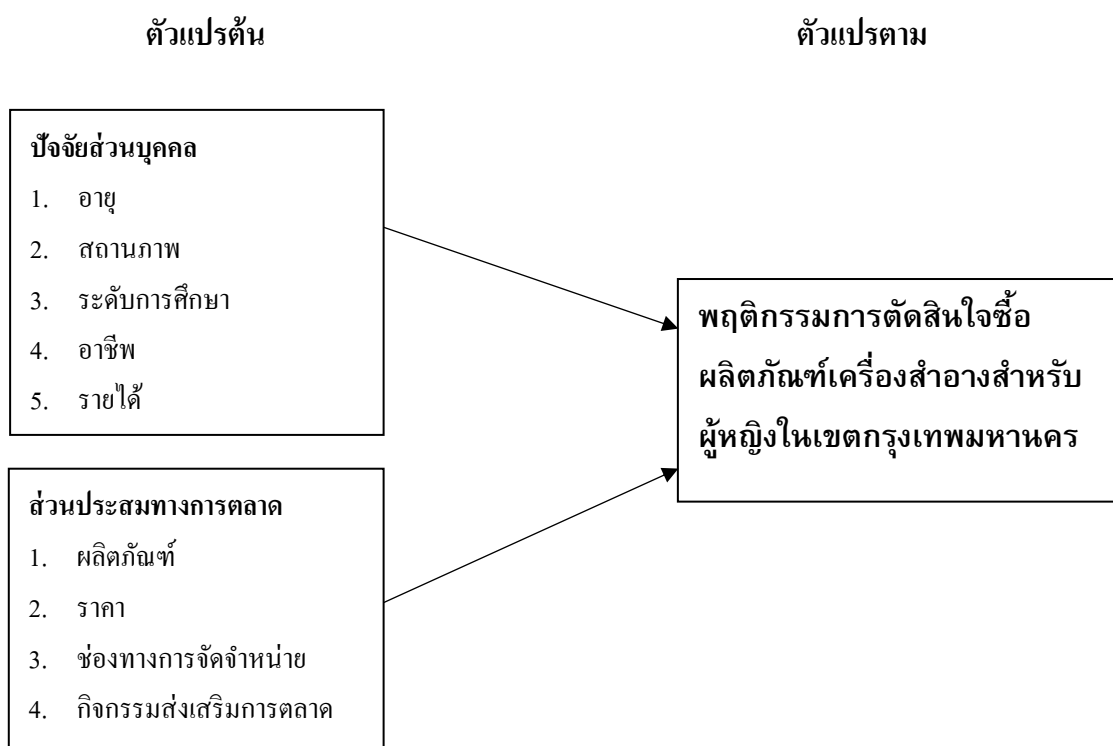 ตัวแปรต้น
ตัวแปรตาม
ปัจจัยส่วนบุคคล
1. อายุ
2. สถานภาพ
3. ระดับการศึกษา
4. อาชีพ
5. รายได้
ส่วนประสมทางการตลาด
1. ผลิตภัณฑ์
2. ราคา
3. ช่องทางการจัดจำหน่าย
4. กิจกรรมส่งเสริมการตลาด
พฤติกรรมการตัดสินใจซื้อ
ผลิตภัณฑ์เครื่องสำอางสำหรับ
ผู้หญิงในเขตกรุงเทพมหานคร